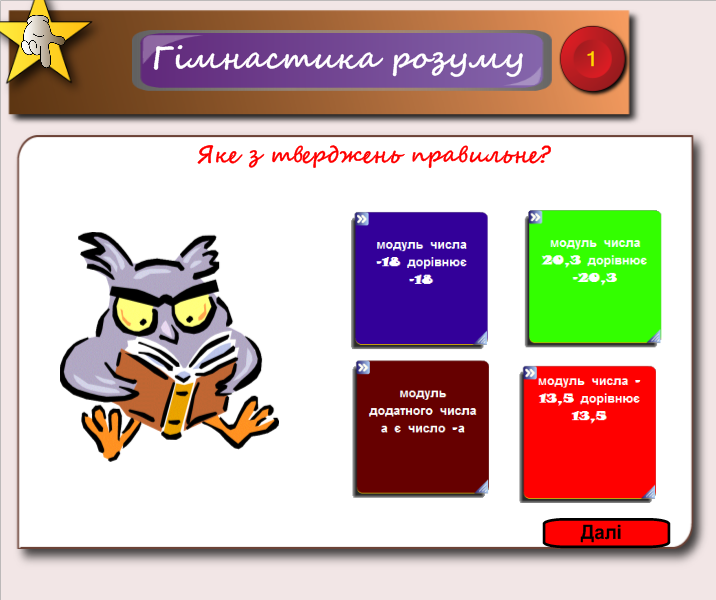 Гімнастика розуму
1
Яке з тверджень правильне?
модуль числа
-18 дорівнює
-18
модуль числа
20,3 дорівнює
-20,3
модуль
додатного числа
а є число -а
модуль числа -
13,5 дорівнює
13,5
Далі